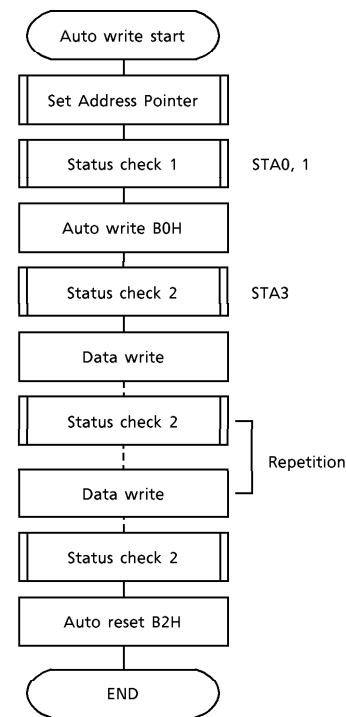 Auto write start
Set Address Pointer
Status check 1
STA0, 1
Auto write B0H
Status check 2
STA3
Data write
Status check 2
Repetition
Data write
Status check 2
Auto reset B2H
END